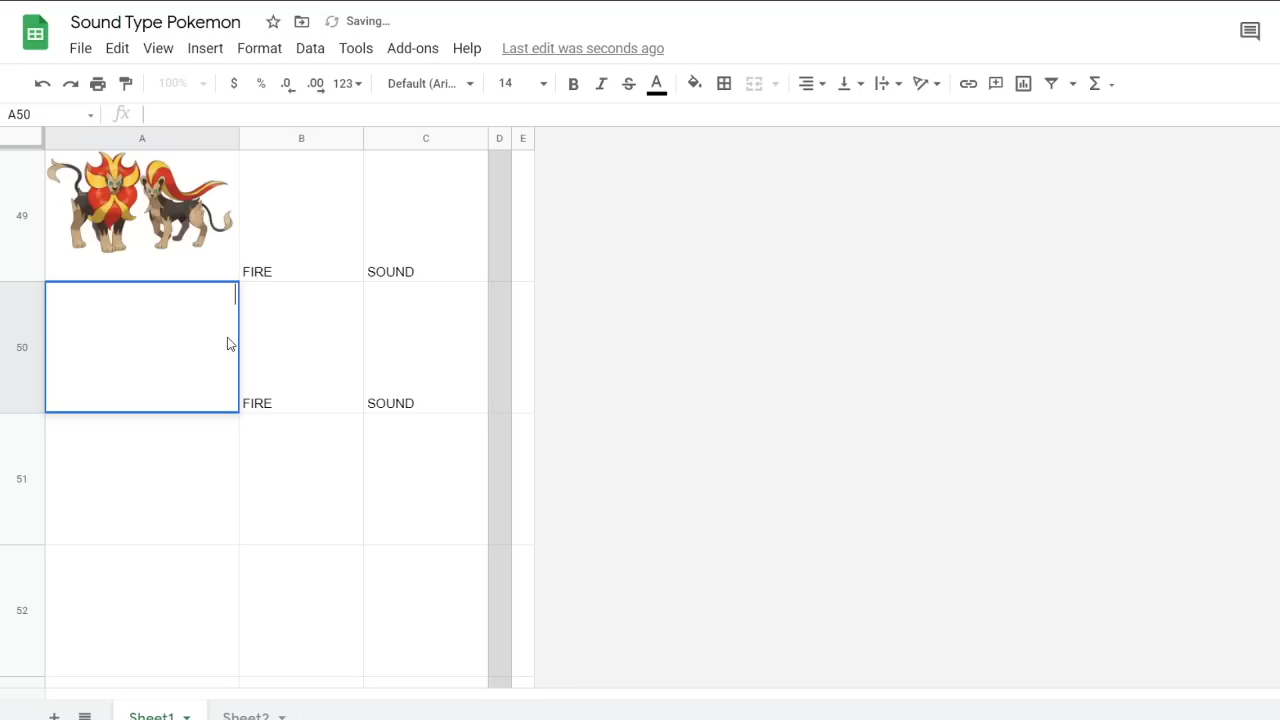 Sound Type Pokemon Saving...
File Edit View Insert Format Data Tools Add-ons Help Last edit was seconds ago
100% $ % .0 .00 123 Default (Ari... 14 B I S A Σ
A50 fx
A B C D E
49 FIRE SOUND
50 FIRE SOUND
51
52
+ Sheet1 Sheet2